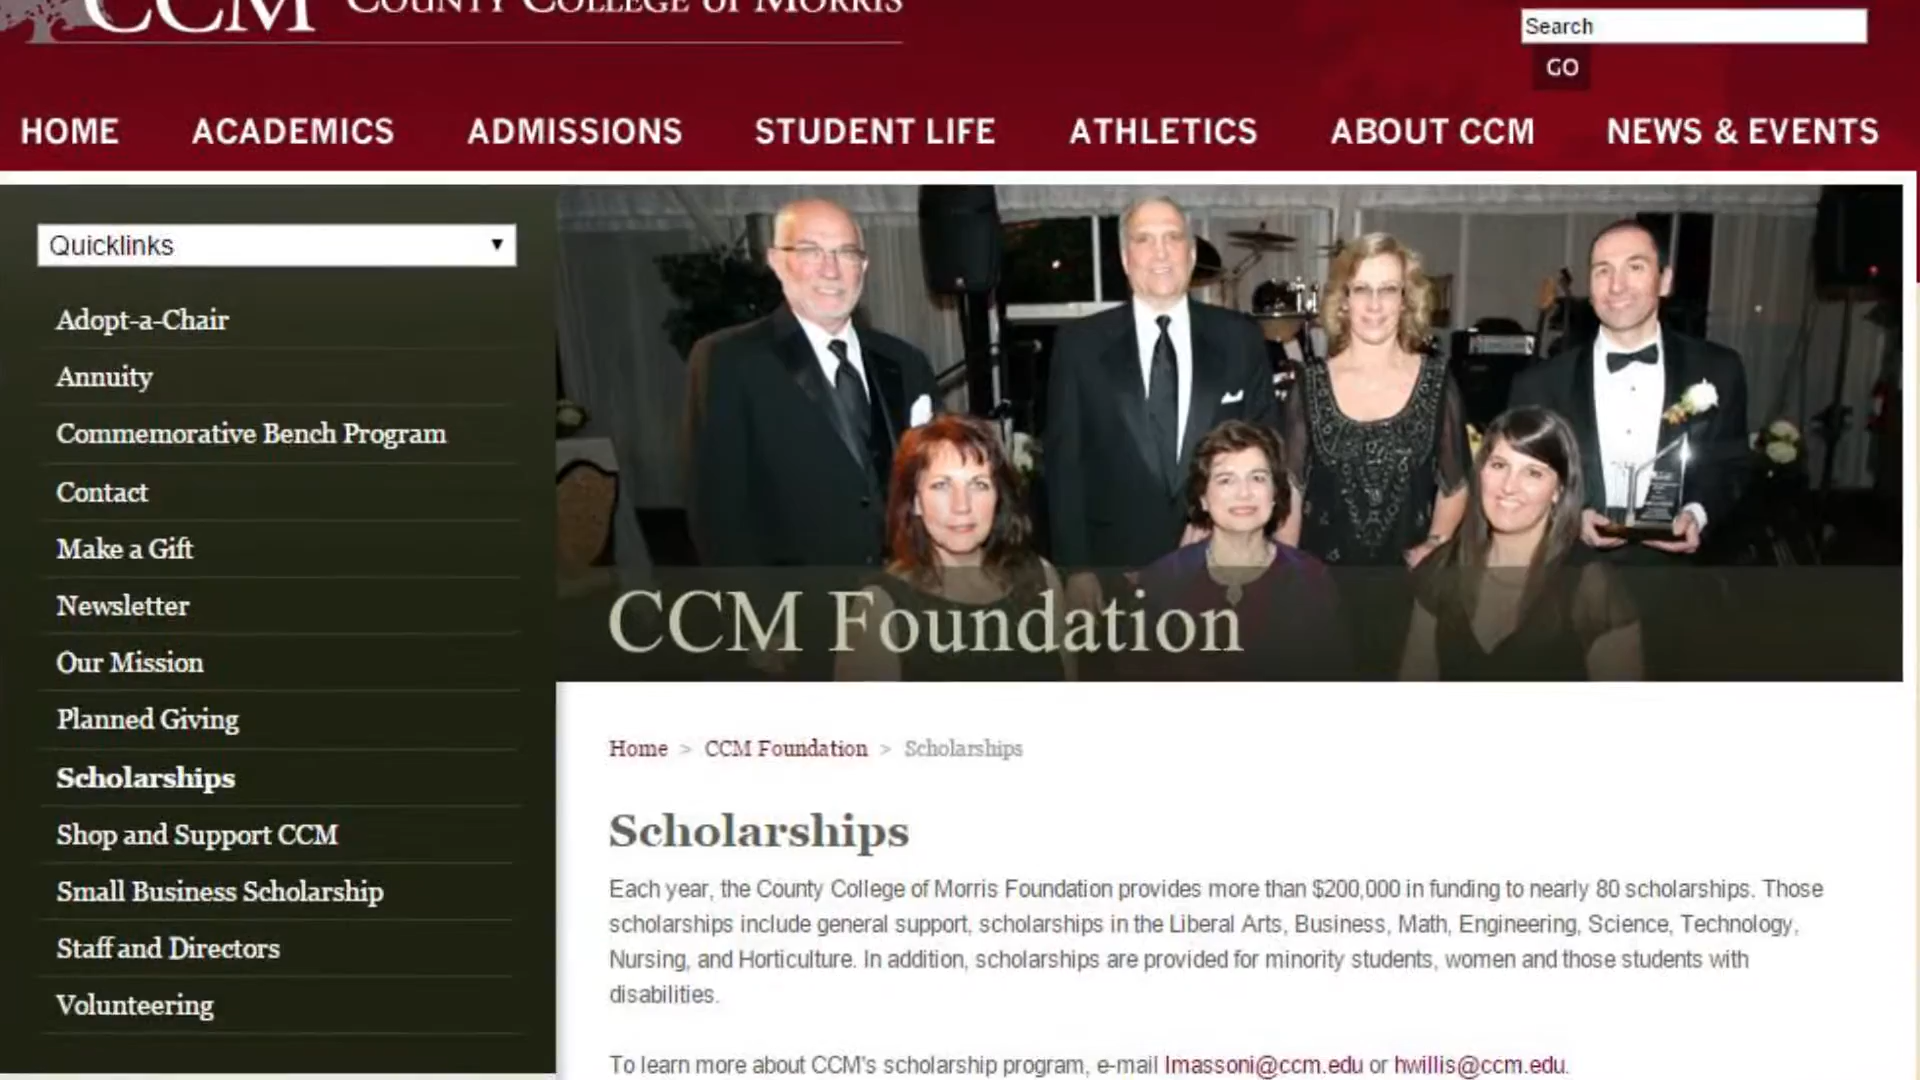 CCM COUNTY COLLEGE OF MORRIS
Search
GO
HOME ACADEMICS ADMISSIONS STUDENT LIFE ATHLETICS ABOUT CCM NEWS & EVENTS
Quicklinks
Adopt-a-Chair
Annuity
Commemorative Bench Program
Contact
Make a Gift
Newsletter
Our Mission
Planned Giving
Scholarships
Shop and Support CCM
Small Business Scholarship
Staff and Directors
Volunteering
CCM Foundation
Home > CCM Foundation > Scholarships
Scholarships
Each year, the County College of Morris Foundation provides more than $200,000 in funding to nearly 80 scholarships. Those
scholarships include general support, scholarships in the Liberal Arts, Business, Math, Engineering, Science, Technology,
Nursing, and Horticulture. In addition, scholarships are provided for minority students, women and those students with
disabilities.
To learn more about CCM's scholarship program, e-mail lmassoni@ccm.edu or hwillis@ccm.edu.